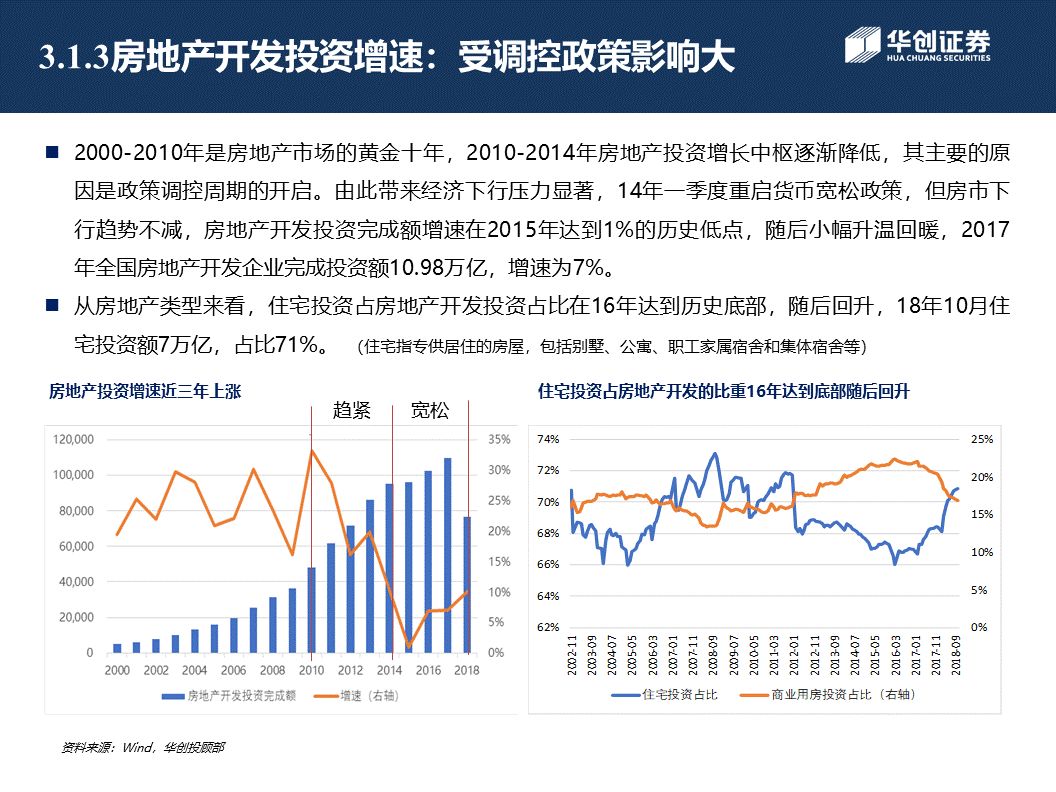 3.1.3房地产开发投资增速：受调控政策影响大
华创证券
HUA CHUANG SECURITIES
2000-2010年是房地产市场的黄金十年，2010-2014年房地产投资增长中枢逐渐降低，其主要的原
因是政策调控周期的开启。由此带来经济下行压力显著，14年一季度重启货币宽松政策，但房市下
行趋势不减，房地产开发投资完成额增速在2015年达到1%的历史低点，随后小幅升温回暖，2017
年全国房地产开发企业完成投资额10.98万亿，增速为7%。
从房地产类型来看，住宅投资占房地产开发投资占比在16年达到历史底部，随后回升，18年10月住
宅投资额7万亿，占比71%。 （住宅指专供居住的房屋，包括别墅、公寓、职工家属宿舍和集体宿舍等）
房地产投资增速近三年上涨
趋紧 宽松
120,000 35%
100,000 30%
80,000 25%
60,000 20%
40,000 15%
20,000 10%
0 5%
0%
2000 2002 2004 2006 2008 2010 2012 2014 2016 2018
房地产开发投资完成额 增速（右轴）
住宅投资占房地产开发的比重16年达到底部随后回升
74% 25%
72% 20%
70% 15%
68% 10%
66% 5%
64% 0%
62%
2002-11 2003-09 2004-07 2005-05 2006-03 2007-01 2007-11 2008-09 2009-07 2010-05 2011-03 2012-01 2012-11 2013-09 2014-07 2015-05 2016-03 2017-01 2017-11 2018-09
住宅投资占比 商业用房投资占比（右轴）
资料来源：Wind，华创投顾部